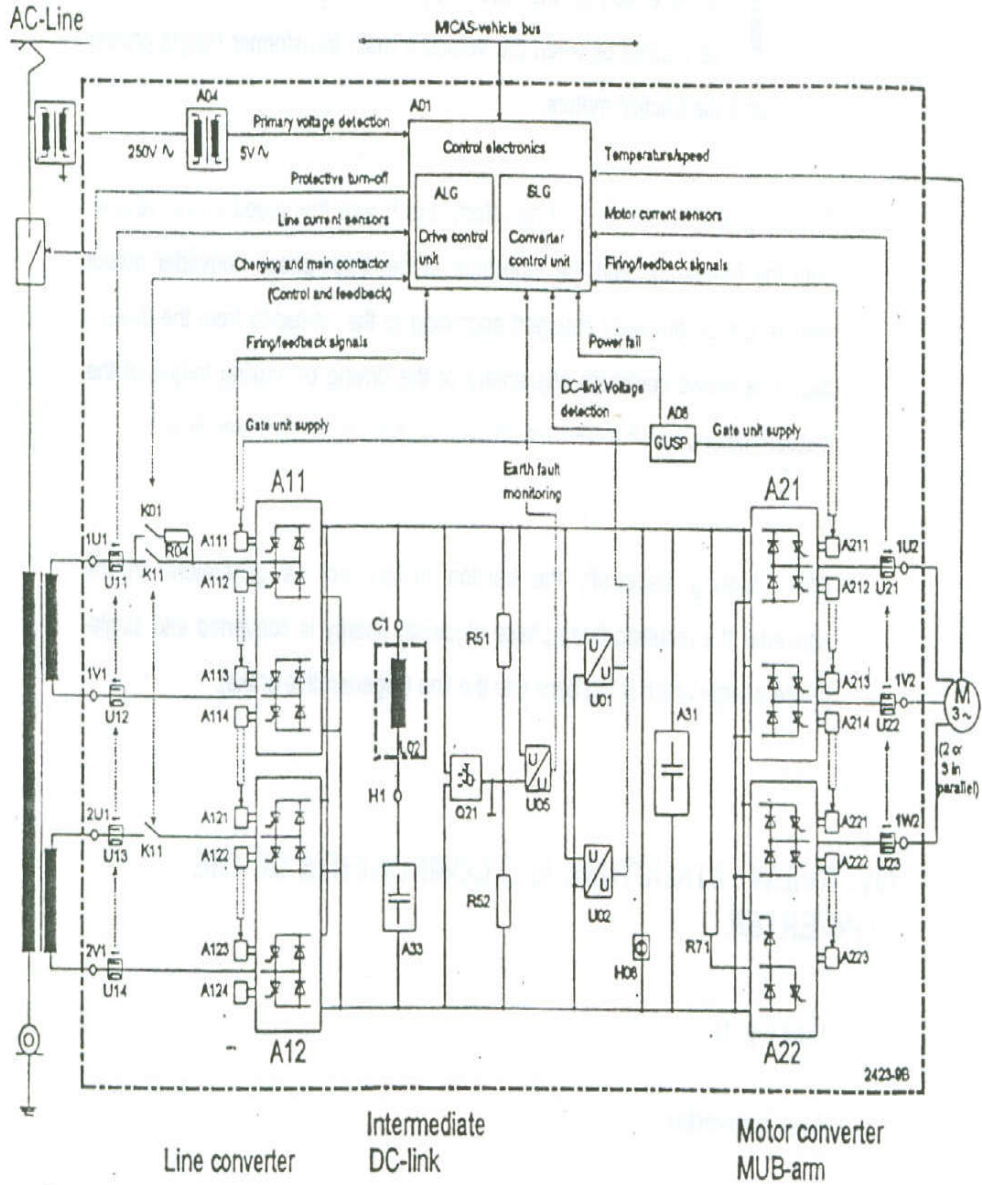 AC-Line
MICAS-vehicle bus
A04
A01
Primary voltage detection
250V ∿
5V ∿
Control electronics
Temperature/speed
Protective turn-off
ALG
Drive control
unit
SLG
Converter
control unit
Line current sensors
Motor current sensors
Charging and main contactor
(Control and feedback)
Firing/feedback signals
Firing/feedback signals
Power fail
DC-link Voltage
detection
A08
GUSP
Gate unit supply
Gate unit supply
Earth fault
monitoring
A11
A21
K01
R04
1U1
U11
K11
A111
A112
A211
A212
1U2
U21
C1
R51
U
U
U01
A31
1V1
U12
A113
A114
L02
A213
A214
1V2
U22
M
3~
H1
Q21
U
U
U05
(2 or
3 in
parallel)
2U1
U13
K11
A121
A122
A221
A222
1W2
U23
A33
R52
U
U
U02
H06
R71
2V1
U14
A123
A124
A223
A12
A22
2423-9B
Line converter
Intermediate
DC-link
Motor converter
MUB-arm